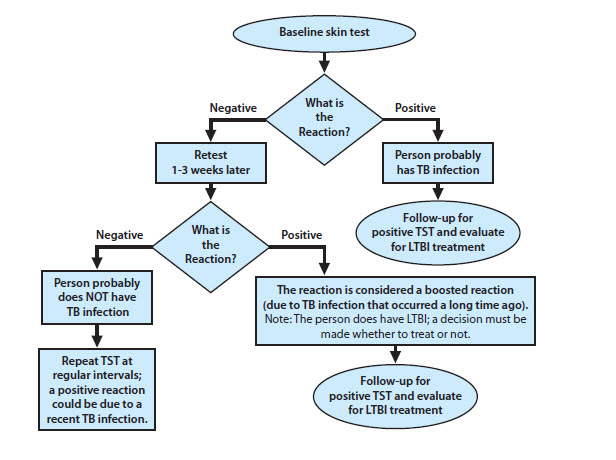 Baseline skin test
What is
the
Reaction?
Negative
Positive
Retest
1-3 weeks later
Person probably
has TB infection
Follow-up for
positive TST and evaluate
for LTBI treatment
What is
the
Reaction?
Negative
Positive
Person probably
does NOT have
TB infection
The reaction is considered a boosted reaction
(due to TB infection that occurred a long time ago).
Note: The person does have LTBI; a decision must be
made whether to treat or not.
Repeat TST at
regular intervals;
a positive reaction
could be due to a
recent TB infection.
Follow-up for
positive TST and evaluate
for LTBI treatment